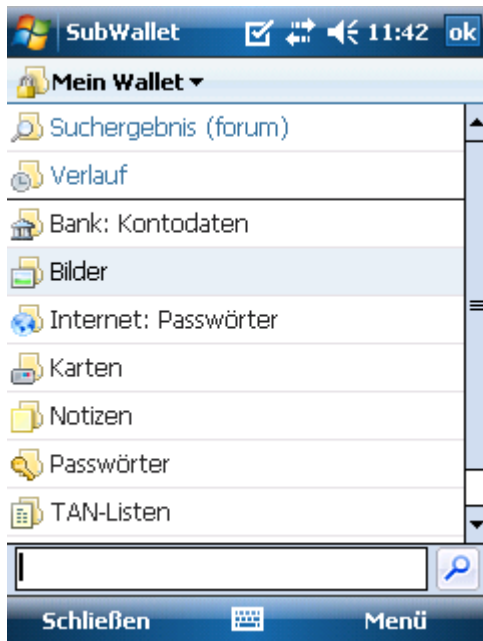 SubWallet 11:42 ok
Mein Wallet
Suchergebnis (forum)
Verlauf
Bank: Kontodaten
Bilder
Internet: Passwörter
Karten
Notizen
Passwörter
TAN-Listen
Schließen Menü